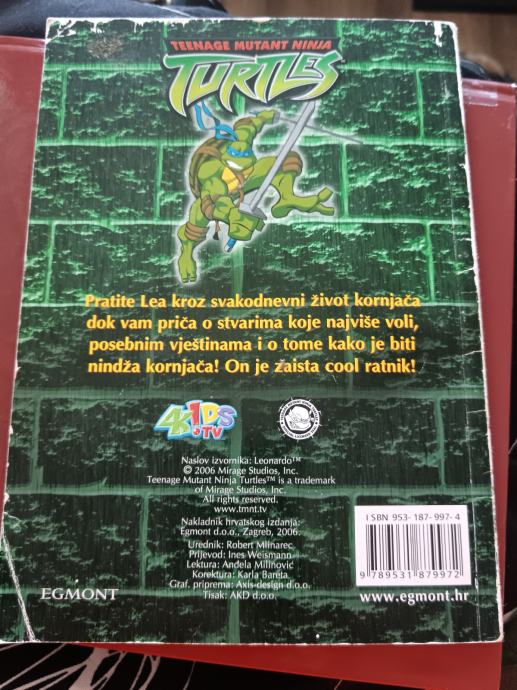 TEENAGE MUTANT NINJA
TURTLES
Pratite Lea kroz svakodnevni život kornjača
dok vam priča o stvarima koje najviše voli,
posebnim vještinama i o tome kako je biti
nindža kornjača! On je zaista cool ratnik!
4KIDS.TV
Naslov izvornika: Leonardo™
© 2006 Mirage Studios, Inc.
Teenage Mutant Ninja Turtles™ is a trademark
of Mirage Studios, Inc.
All rights reserved.
www.tmnt.tv
Nakladnik hrvatskog izdanja:
Egmont d.o.o., Zagreb, 2006.
Urednik: Robert Mlinarec
Prijevod: Ines Weismann
Lektura: Anđela Milinović
Korektura: Karla Bareta
Graf. priprema: Axis-design d.o.o.
Tisak: AKD d.o.o.
EGMONT
ISBN 953-187-997-4
9 789531 879972
www.egmont.hr